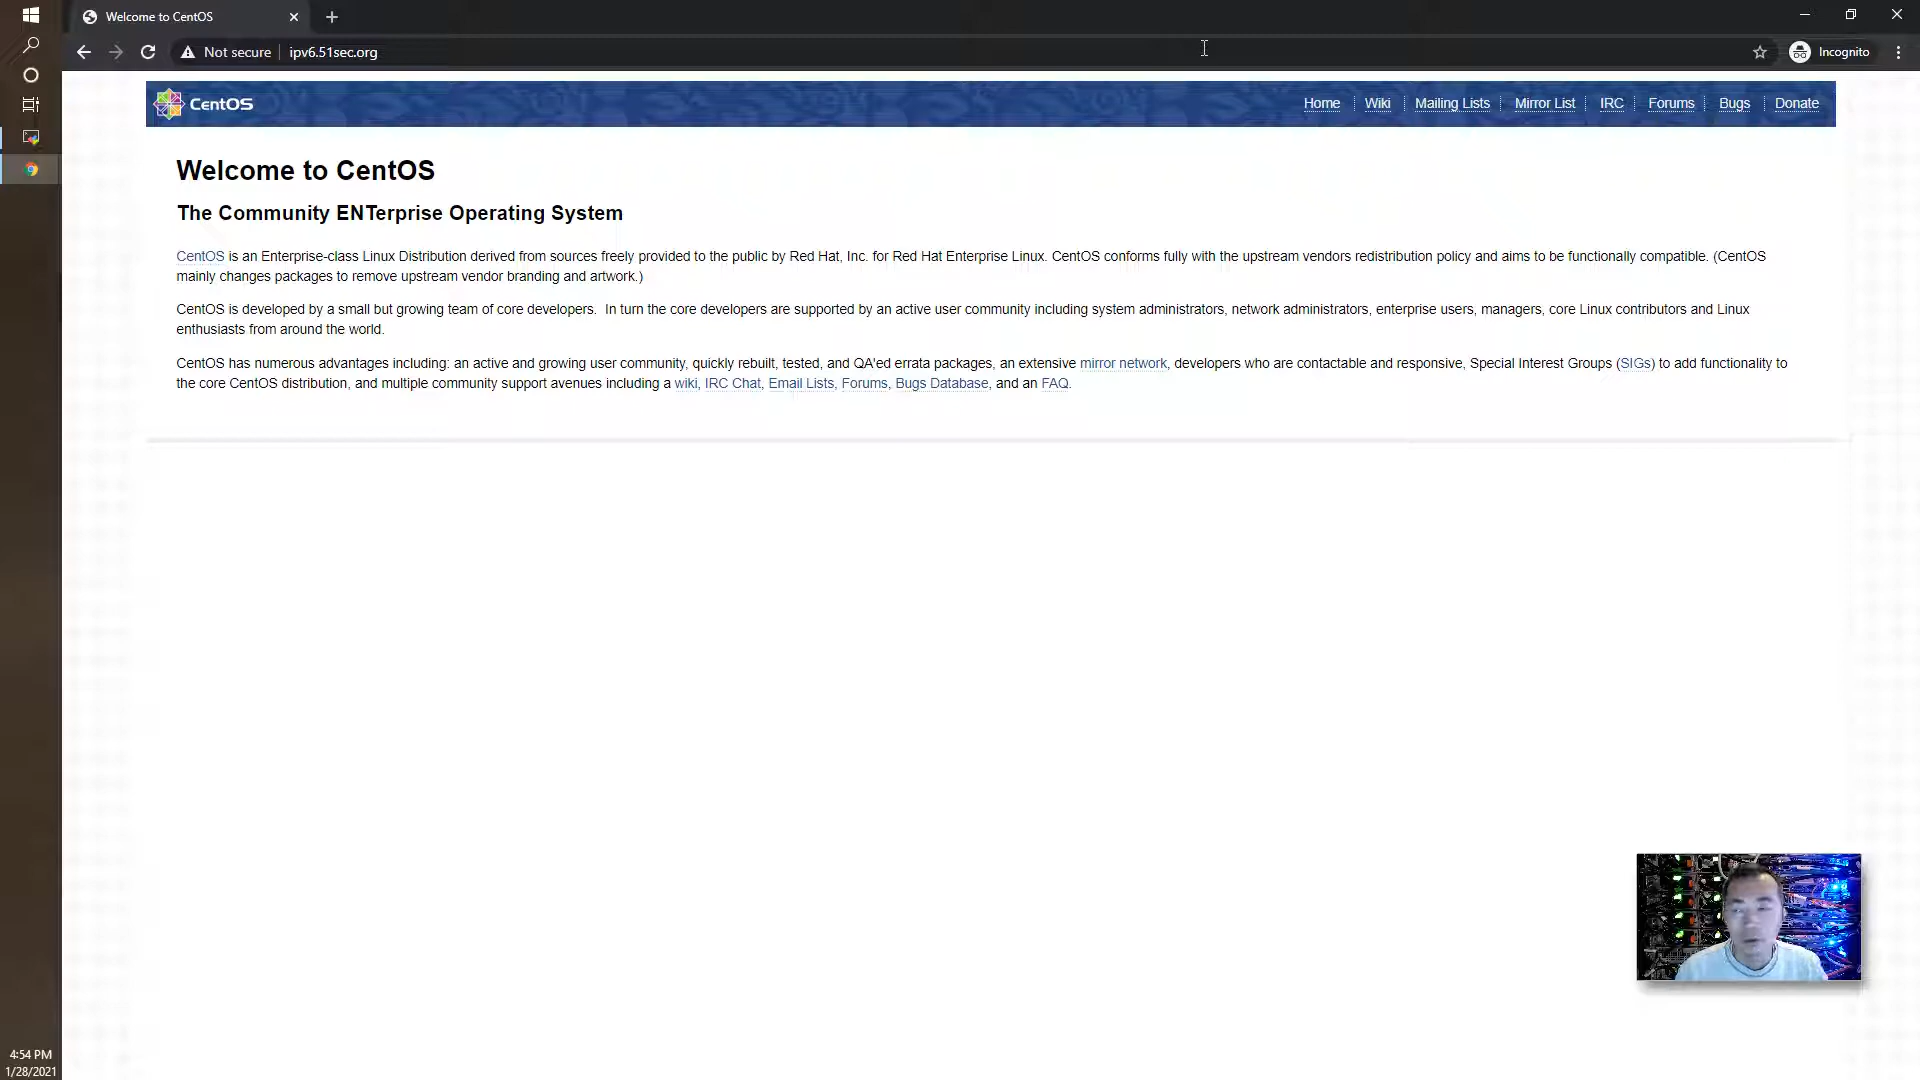 Welcome to CentOS
Not secure
ipv6.51sec.org
Incognito
CentOS
Home
Wiki
Mailing Lists
Mirror List
IRC
Forums
Bugs
Donate
Welcome to CentOS
The Community ENTerprise Operating System
CentOS is an Enterprise-class Linux Distribution derived from sources freely provided to the public by Red Hat, Inc. for Red Hat Enterprise Linux. CentOS conforms fully with the upstream vendors redistribution policy and aims to be functionally compatible. (CentOS
mainly changes packages to remove upstream vendor branding and artwork.)
CentOS is developed by a small but growing team of core developers.  In turn the core developers are supported by an active user community including system administrators, network administrators, enterprise users, managers, core Linux contributors and Linux
enthusiasts from around the world.
CentOS has numerous advantages including: an active and growing user community, quickly rebuilt, tested, and QA'ed errata packages, an extensive mirror network, developers who are contactable and responsive, Special Interest Groups (SIGs) to add functionality to
the core CentOS distribution, and multiple community support avenues including a wiki, IRC Chat, Email Lists, Forums, Bugs Database, and an FAQ.
4:54 PM
1/28/2021